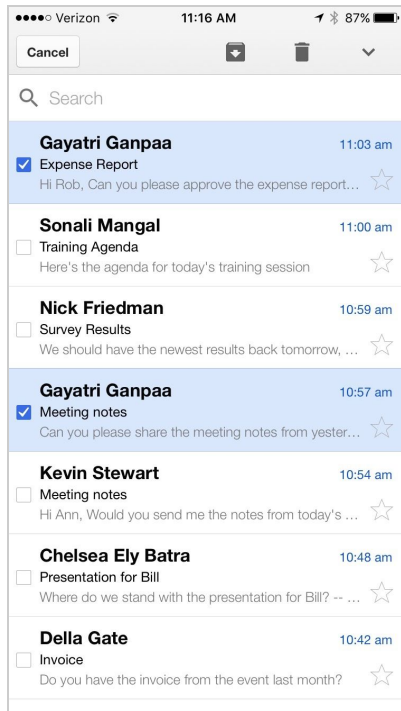 Verizon 11:16 AM 87%
Cancel
Search
Gayatri Ganpaa 11:03 am
Expense Report
Hi Rob, Can you please approve the expense report…
Sonali Mangal 11:00 am
Training Agenda
Here's the agenda for today's training session
Nick Friedman 10:59 am
Survey Results
We should have the newest results back tomorrow, …
Gayatri Ganpaa 10:57 am
Meeting notes
Can you please share the meeting notes from yester…
Kevin Stewart 10:54 am
Meeting notes
Hi Ann, Would you send me the notes from today's …
Chelsea Ely Batra 10:48 am
Presentation for Bill
Where do we stand with the presentation for Bill? -- …
Della Gate 10:42 am
Invoice
Do you have the invoice from the event last month?